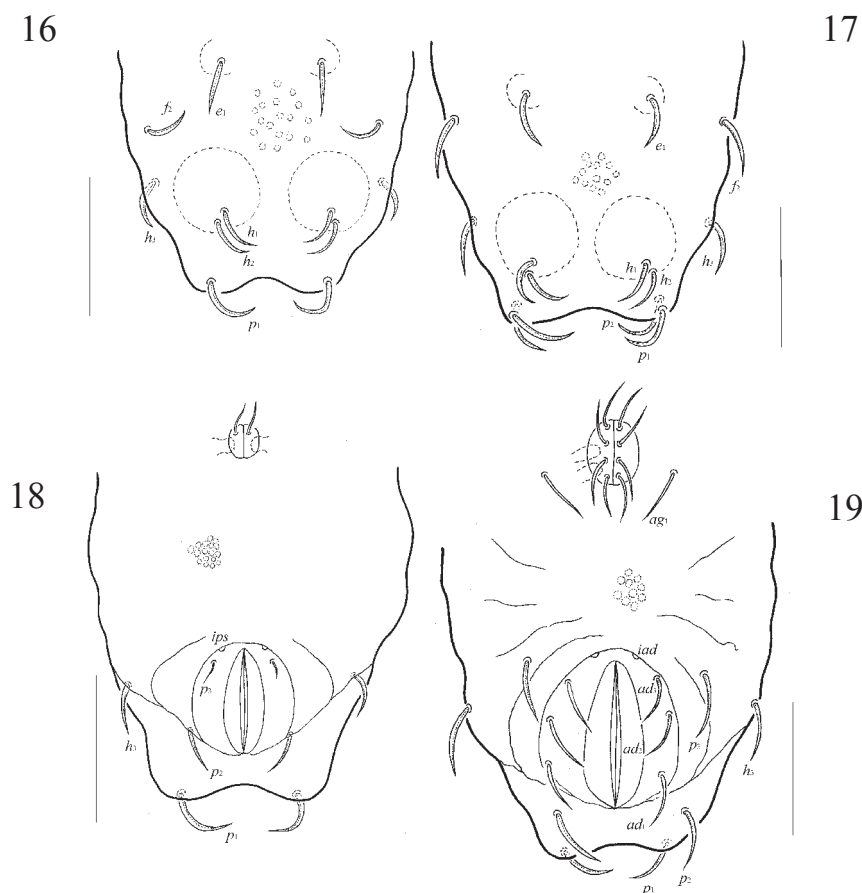 16
17
f₂
e₁
h₃
h₁
h₂
p₁
e₁
f₂
h₁
h₂
h₃
p₂
p₁
18
19
ag₁
ips
p₃
h₃
p₂
p₁
iad
ad₃
ad₂
p₃
h₃
ad₁
p₁
p₂